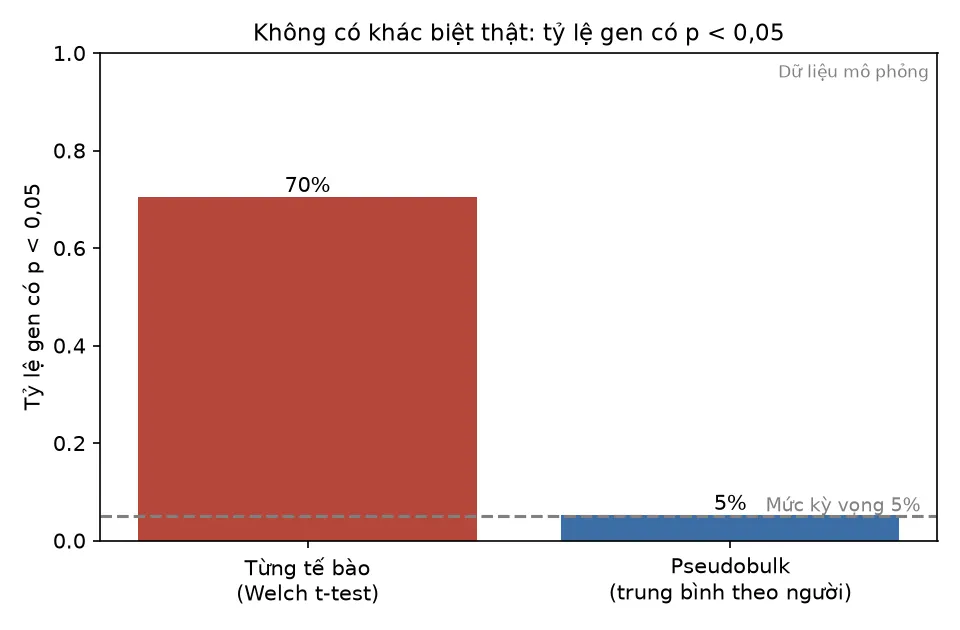 Không có khác biệt thật: tỷ lệ gen có p < 0,05
Dữ liệu mô phỏng
Tỷ lệ gen có p < 0,05
1.0
0.8
0.6
0.4
0.2
0.0
70%
5%
Mức kỳ vọng 5%
Từng tế bào
(Welch t-test)
Pseudobulk
(trung bình theo người)